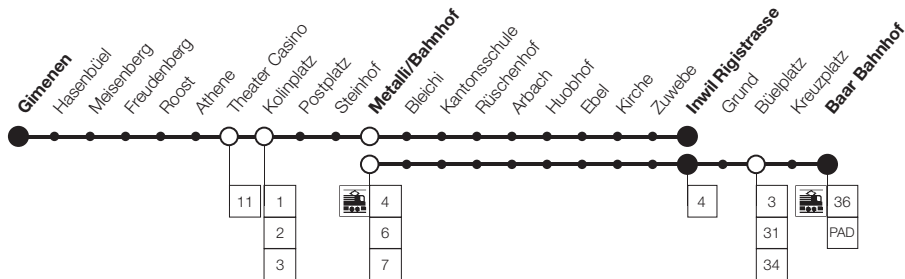 Gimenen
Hasenbüel
Meisenberg
Freudenberg
Roost
Athene
Theater Casino
Kolinplatz
Postplatz
Steinhof
Metalli/Bahnhof
Bleichi
Kantonsschule
Rüschenhof
Arbach
Huobhof
Ebel
Kirche
Zuwebe
Inwil Rigistrasse
Grund
Büelplatz
Kreuzplatz
Baar Bahnhof
11 1 4 4 3 36
2 6 31 PAD
3 7 34